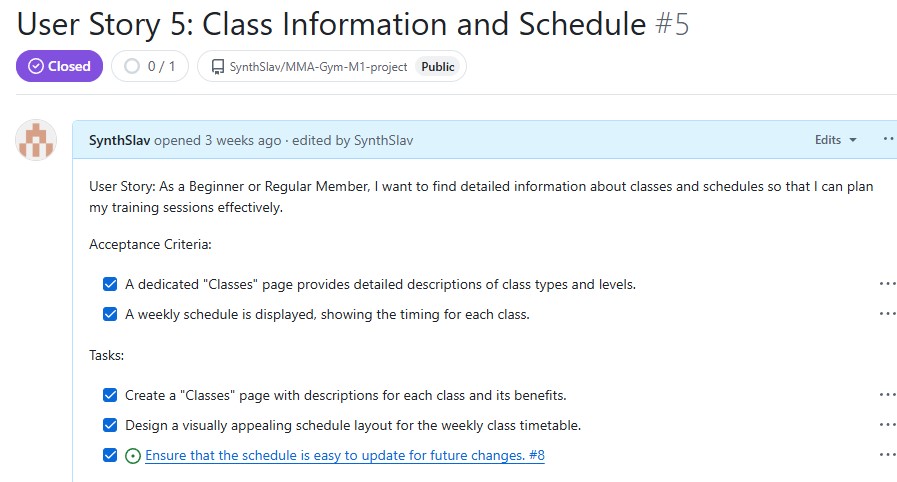 User Story 5: Class Information and Schedule #5
Closed 0 / 1 SynthSlav/MMA-Gym-M1-project Public
SynthSlav opened 3 weeks ago · edited by SynthSlav Edits
User Story: As a Beginner or Regular Member, I want to find detailed information about classes and schedules so that I can plan
my training sessions effectively.
Acceptance Criteria:
A dedicated "Classes" page provides detailed descriptions of class types and levels.
A weekly schedule is displayed, showing the timing for each class.
Tasks:
Create a "Classes" page with descriptions for each class and its benefits.
Design a visually appealing schedule layout for the weekly class timetable.
Ensure that the schedule is easy to update for future changes. #8